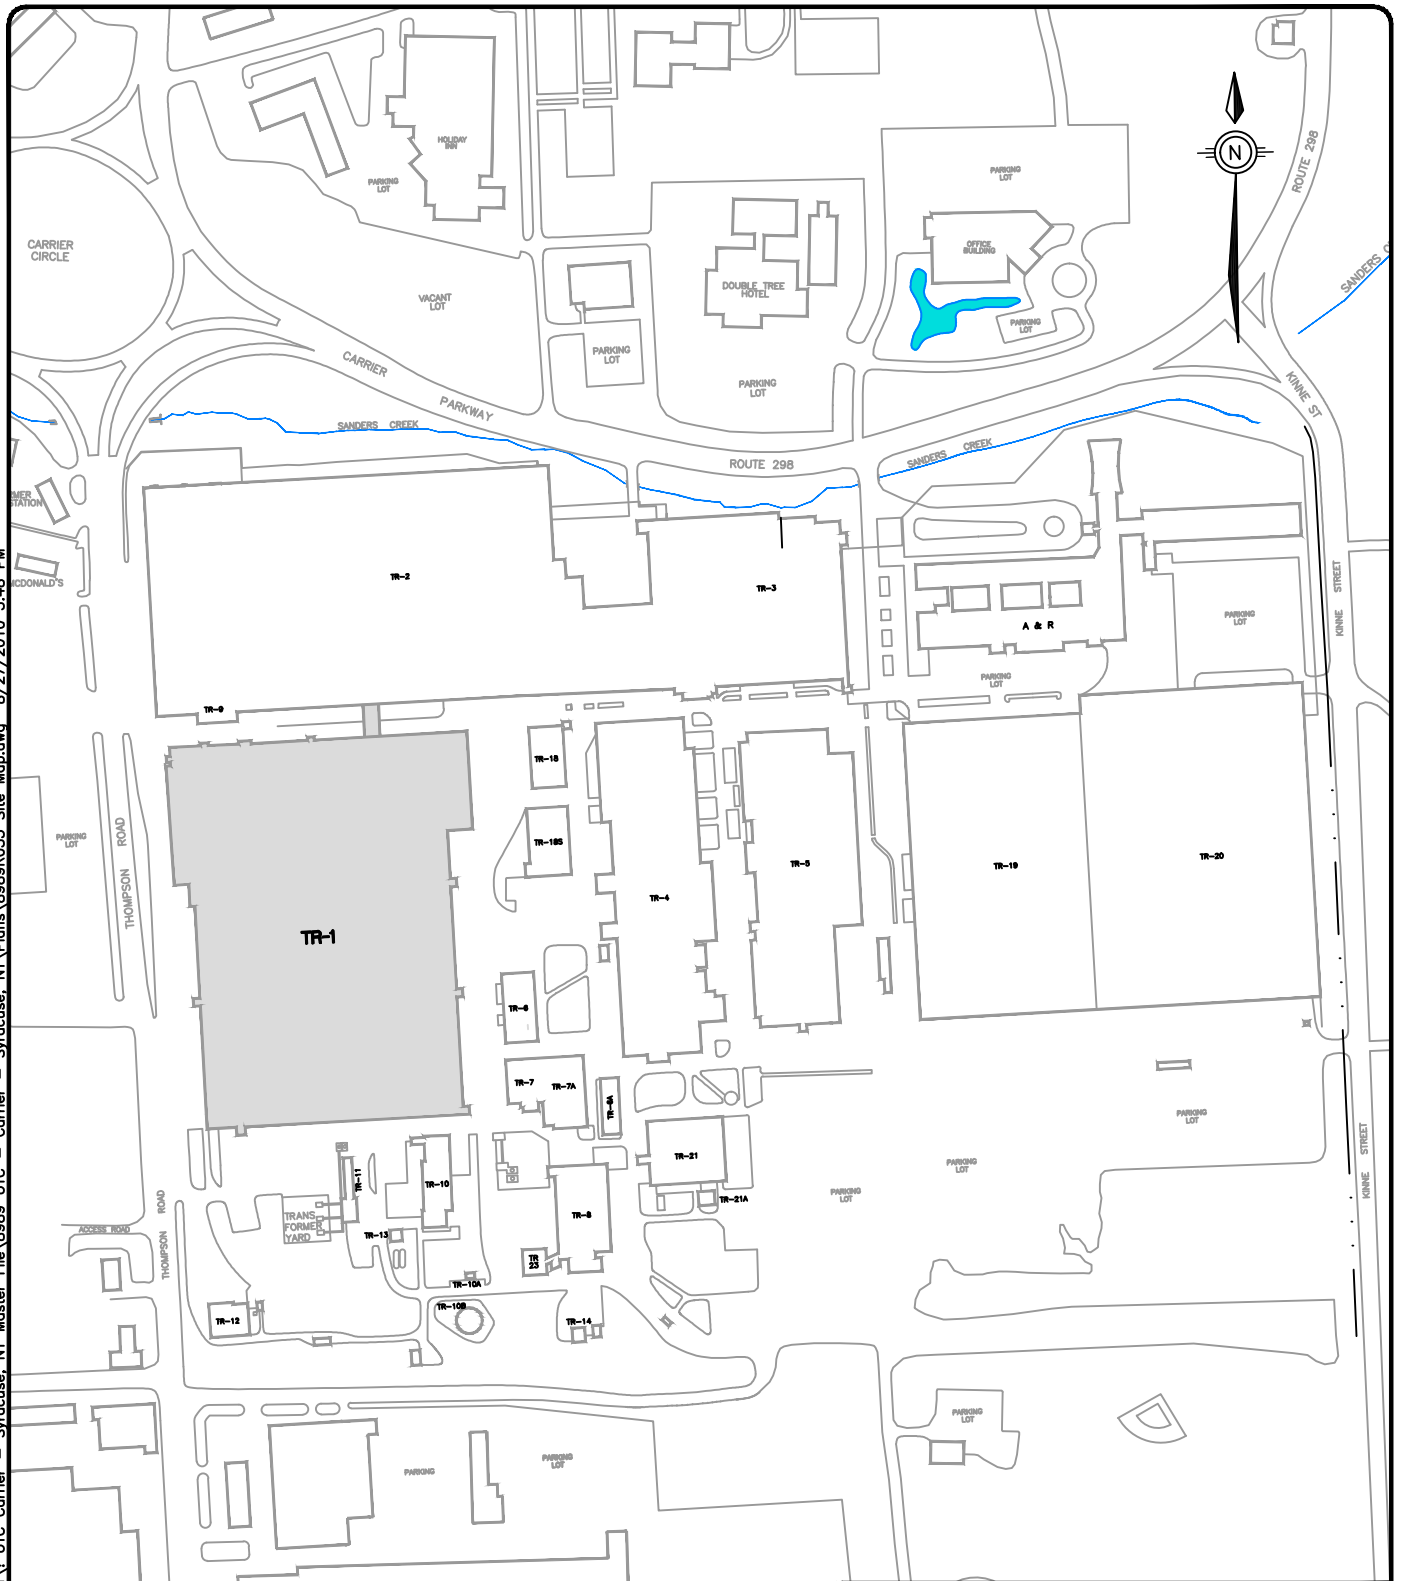 HOLIDAY
INN
PARKING
LOT
ROUTE 298
PARKING
LOT
CARRIER
CIRCLE
N
OFFICE
BUILDING
VACANT
LOT
DOUBLE TREE
HOTEL
SANDERS
PARKING
LOT
PARKING
LOT
CARRIER
PARKWAY
PARKING
LOT
KINNE ST
SANDERS CREEK
SANDERS CREEK
ROUTE 298
TR-2
TR-3
MCDONALD'S
A & R
PARKING
LOT
KINNE STREET
PARKING
LOT
TR-9
TR-18
TR-18S
THOMPSON ROAD
PARKING
LOT
TR-5
TR-19
TR-20
TR-4
TR-1
TR-6
TR-7
TR-7A
TR-6A
PARKING
LOT
KINNE STREET
TR-21
PARKING
LOT
PARKING
LOT
TR-11
TR-10
TR-21A
THOMPSON ROAD
ACCESS ROAD
TRANS
FORMER
YARD
TR-13
TR-8
TR
23
TR-10A
TR-10B
TR-12
TR-14
PARKING
LOT
PARKING
PARKING
LOT